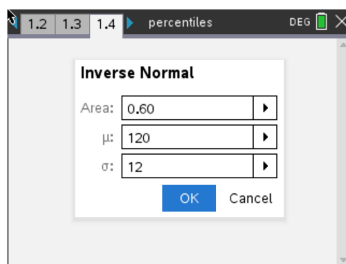 1.2 1.3 1.4 percentiles DEG
Inverse Normal
Area: 0.60
μ: 120
σ: 12
OK Cancel